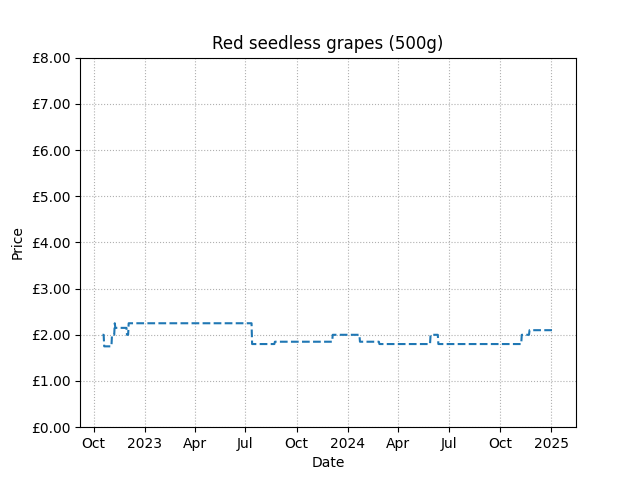 Red seedless grapes (500g)
£8.00
£7.00
£6.00
£5.00
£4.00
£3.00
£2.00
£1.00
£0.00
Price
Oct 2023 Apr Jul Oct 2024 Apr Jul Oct 2025
Date